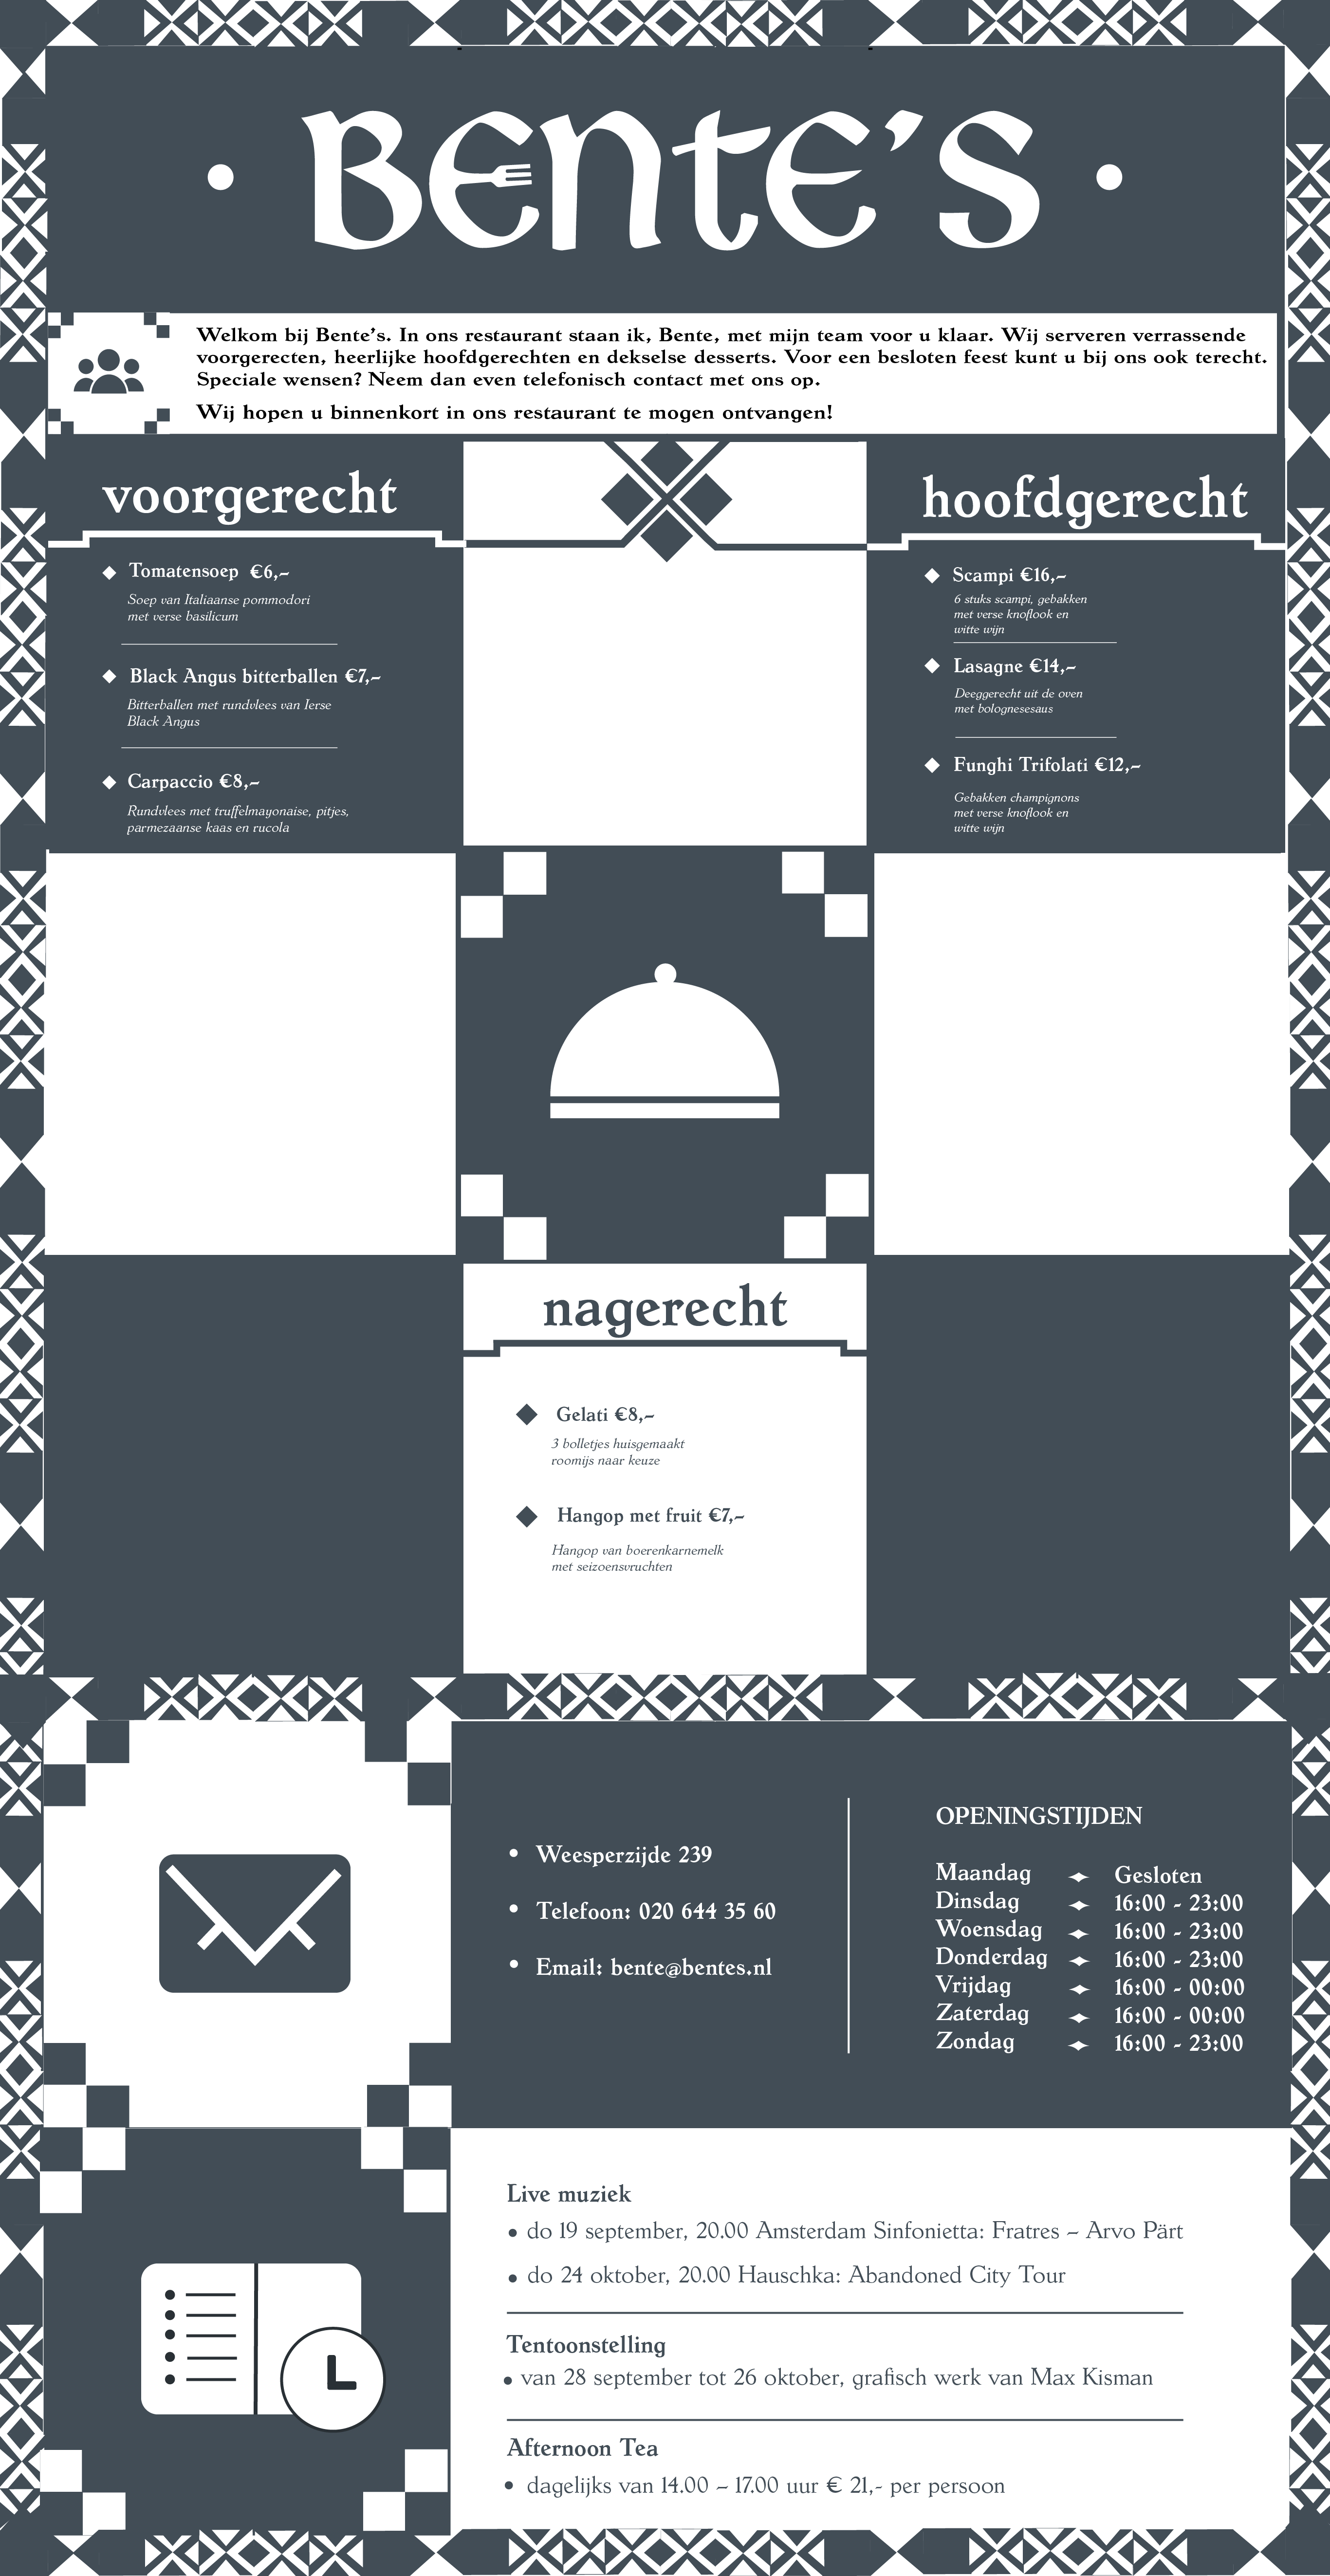 BENTE'S
Welkom bij Bente's. In ons restaurant staan ik, Bente, met mijn team voor u klaar. Wij serveren verrassende
voorgerecten, heerlijke hoofdgerechten en dekselse desserts. Voor een besloten feest kunt u bij ons ook terecht.
Speciale wensen? Neem dan even telefonisch contact met ons op.
Wij hopen u binnenkort in ons restaurant te mogen ontvangen!
voorgerecht
Tomatensoep €6,-
Soep van Italiaanse pommodori
met verse basilicum
Black Angus bitterballen €7,-
Bitterballen met rundvlees van Ierse
Black Angus
Carpaccio €8,-
Rundvlees met truffelmayonaise, pitjes,
parmezaanse kaas en rucola
hoofdgerecht
Scampi €16,-
6 stuks scampi, gebakken
met verse knoflook en
witte wijn
Lasagne €14,-
Deeggerecht uit de oven
met bolognesesaus
Funghi Trifolati €12,-
Gebakken champignons
met verse knoflook en
witte wijn
nagerecht
Gelati €8,-
3 bolletjes huisgemaakt
roomijs naar keuze
Hangop met fruit €7,-
Hangop van boerenkarnemelk
met seizoensvruchten
• Weesperzijde 239
• Telefoon: 020 644 35 60
• Email: bente@bentes.nl
OPENINGSTIJDEN
Maandag Gesloten
Dinsdag 16:00 - 23:00
Woensdag 16:00 - 23:00
Donderdag 16:00 - 23:00
Vrijdag 16:00 - 00:00
Zaterdag 16:00 - 00:00
Zondag 16:00 - 23:00
Live muziek
• do 19 september, 20.00 Amsterdam Sinfonietta: Fratres – Arvo Pärt
• do 24 oktober, 20.00 Hauschka: Abandoned City Tour
Tentoonstelling
• van 28 september tot 26 oktober, grafisch werk van Max Kisman
Afternoon Tea
• dagelijks van 14.00 – 17.00 uur € 21,- per persoon